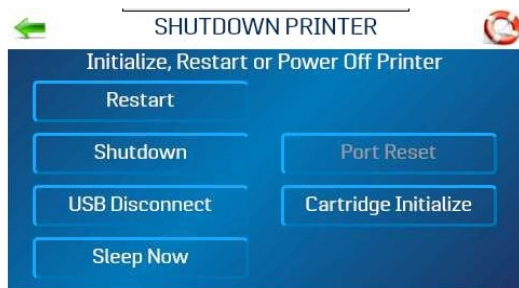 SHUTDOWN PRINTER
Initialize, Restart or Power Off Printer
Restart
Shutdown
Port Reset
USB Disconnect
Cartridge Initialize
Sleep Now